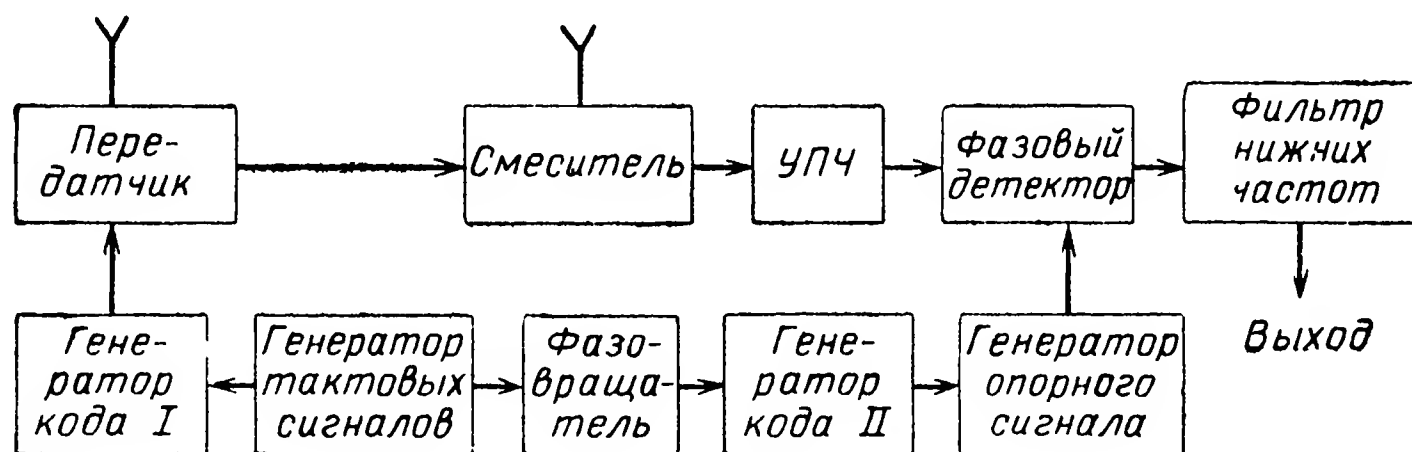 Пере-
датчик
Смеситель
УПЧ
Фазовый
детектор
Фильтр
нижних
частот
Гене-
ратор
кода I
Генератор
тактовых
сигналов
Фазо-
враща-
тель
Гене-
ратор
кода II
Генератор
опорного
сигнала
Выход